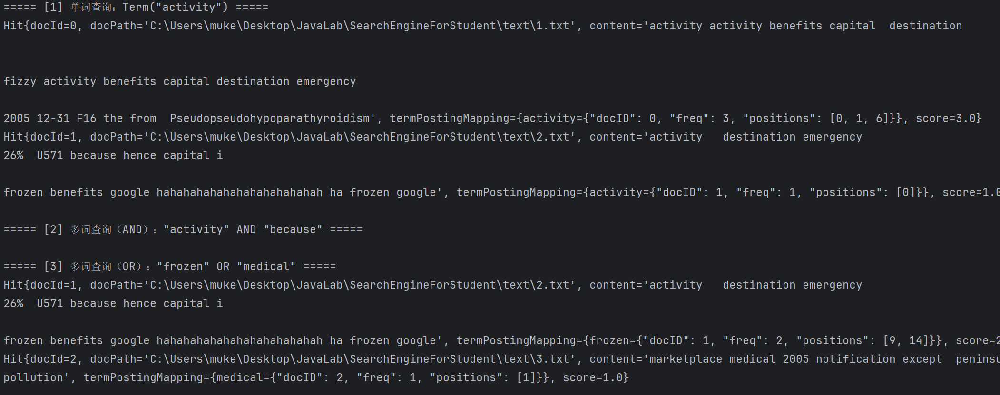 ===== [1] 单词查询：Term("activity") =====
Hit{docId=0, docPath='C:\Users\muke\Desktop\JavaLab\SearchEngineForStudent\text\1.txt', content='activity activity benefits capital  destination
fizzy activity benefits capital destination emergency
2005 12-31 F16 the from  Pseudopseudohypoparathyroidism', termPostingMapping={activity={"docID": 0, "freq": 3, "positions": [0, 1, 6]}}, score=3.0}
Hit{docId=1, docPath='C:\Users\muke\Desktop\JavaLab\SearchEngineForStudent\text\2.txt', content='activity   destination emergency
26%  U571 because hence capital i
frozen benefits google hahahahahahahahahahahahah ha frozen google', termPostingMapping={activity={"docID": 1, "freq": 1, "positions": [0]}}, score=1.0
===== [2] 多词查询（AND）："activity" AND "because" =====
===== [3] 多词查询（OR）："frozen" OR "medical" =====
Hit{docId=1, docPath='C:\Users\muke\Desktop\JavaLab\SearchEngineForStudent\text\2.txt', content='activity   destination emergency
26%  U571 because hence capital i
frozen benefits google hahahahahahahahahahahahah ha frozen google', termPostingMapping={frozen={"docID": 1, "freq": 2, "positions": [9, 14]}}, score=2
Hit{docId=2, docPath='C:\Users\muke\Desktop\JavaLab\SearchEngineForStudent\text\3.txt', content='marketplace medical 2005 notification except  peninsu
pollution', termPostingMapping={medical={"docID": 2, "freq": 1, "positions": [1]}}, score=1.0}